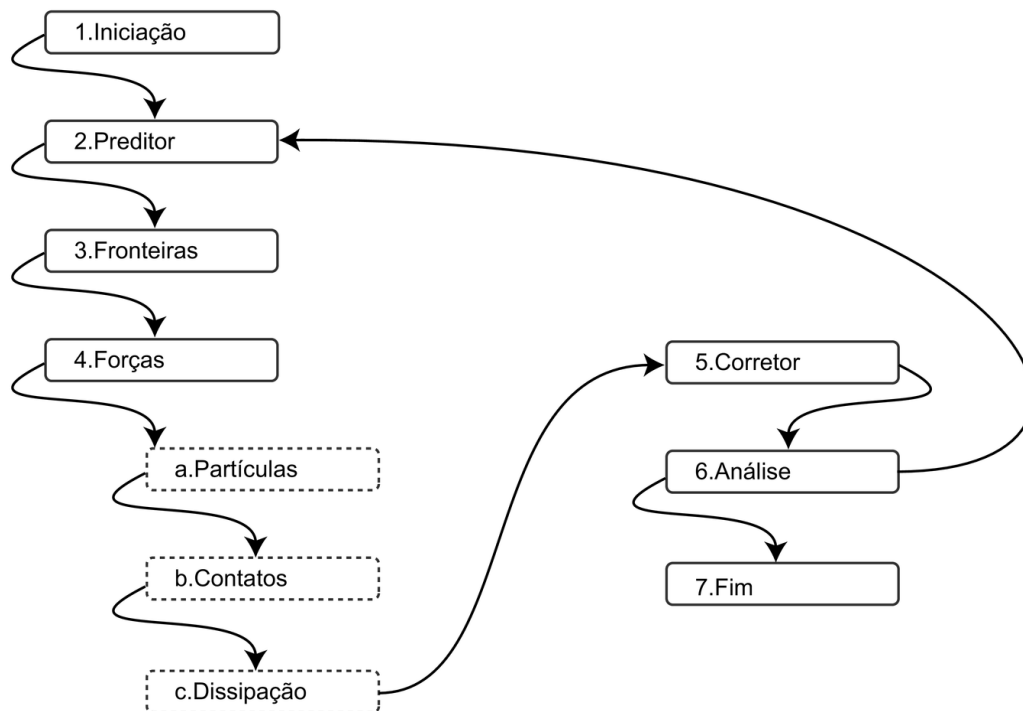 1.Iniciação
2.Preditor
3.Fronteiras
4.Forças
a.Partículas
b.Contatos
c.Dissipação
5.Corretor
6.Análise
7.Fim